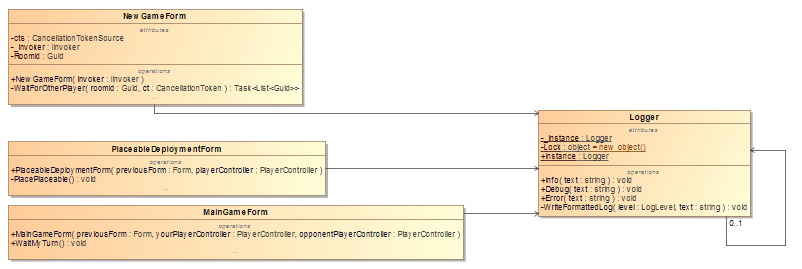 NewGameForm
attributes
-cts : CancellationTokenSource
-_invoker : IInvoker
-RoomId : Guid
operations
+NewGameForm( invoker : IInvoker )
-WaitForOtherPlayer( roomId : Guid, ct : CancellationToken ) : Task<List<Guid>>
...
PlaceableDeploymentForm
operations
+PlaceableDeploymentForm( previousForm : Form, playerController : PlayerController )
-PlacePlaceable() : void
...
MainGameForm
operations
+MainGameForm( previousForm : Form, yourPlayerController : PlayerController, opponentPlayerController : PlayerController )
+WaitMyTurn() : void
...
Logger
attributes
-_instance : Logger
-Lock : object = new object()
+Instance : Logger
operations
+Info( text : string ) : void
+Debug( text : string ) : void
+Error( text : string ) : void
-WriteFormattedLog( level : LogLevel, text : string ) : void
0..1